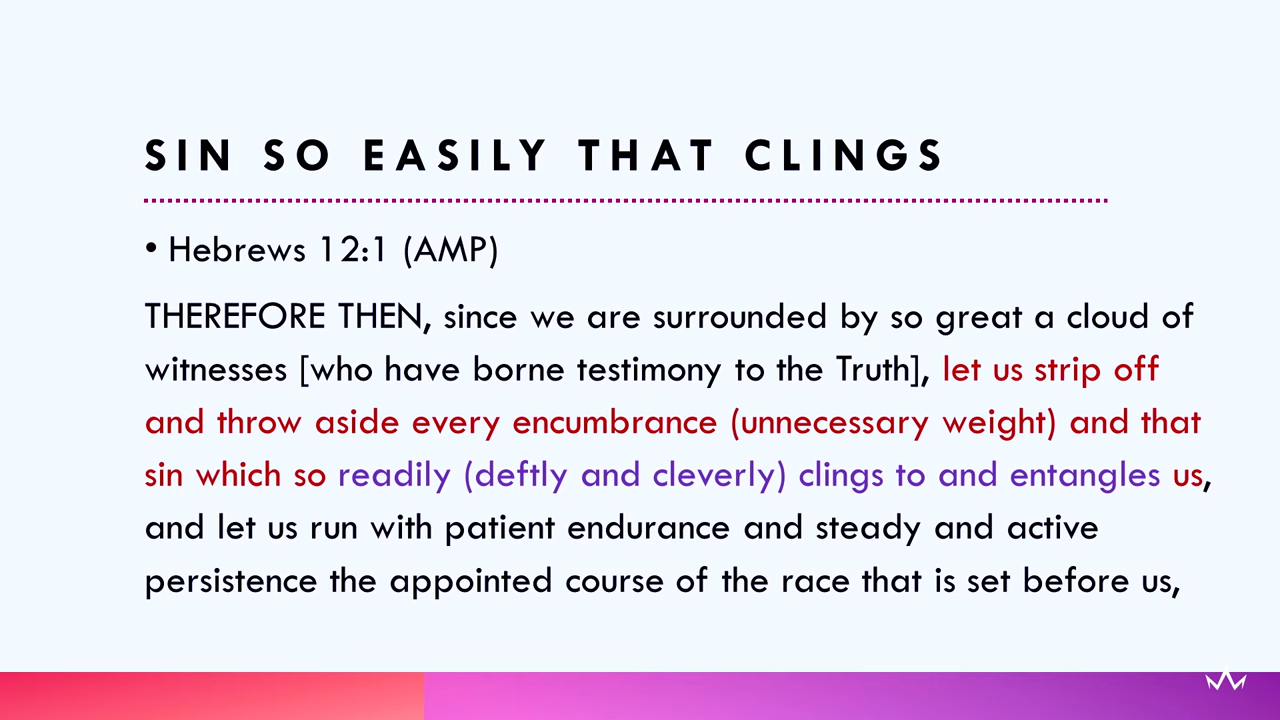 SIN SO EASILY THAT CLINGS
• Hebrews 12:1 (AMP)
THEREFORE THEN, since we are surrounded by so great a cloud of
witnesses [who have borne testimony to the Truth], let us strip off
and throw aside every encumbrance (unnecessary weight) and that
sin which so readily (deftly and cleverly) clings to and entangles us,
and let us run with patient endurance and steady and active
persistence the appointed course of the race that is set before us,